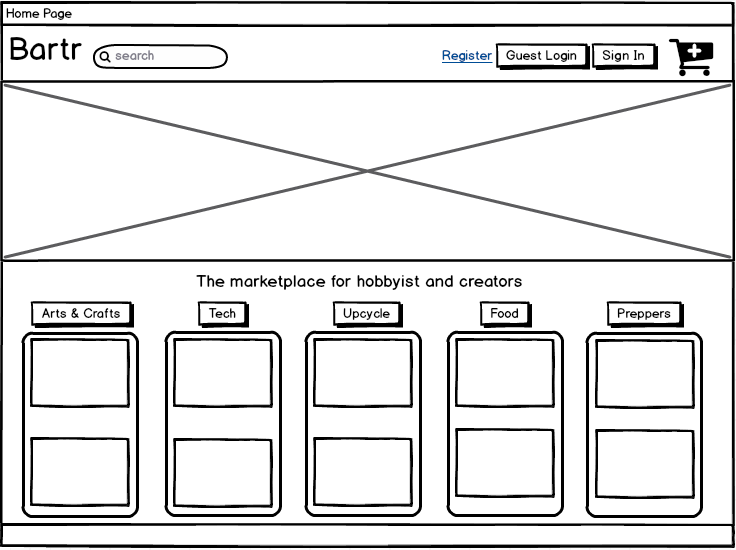 Home Page
Bartr
search
Register Guest Login Sign In
The marketplace for hobbyist and creators
Arts & Crafts Tech Upcycle Food Preppers